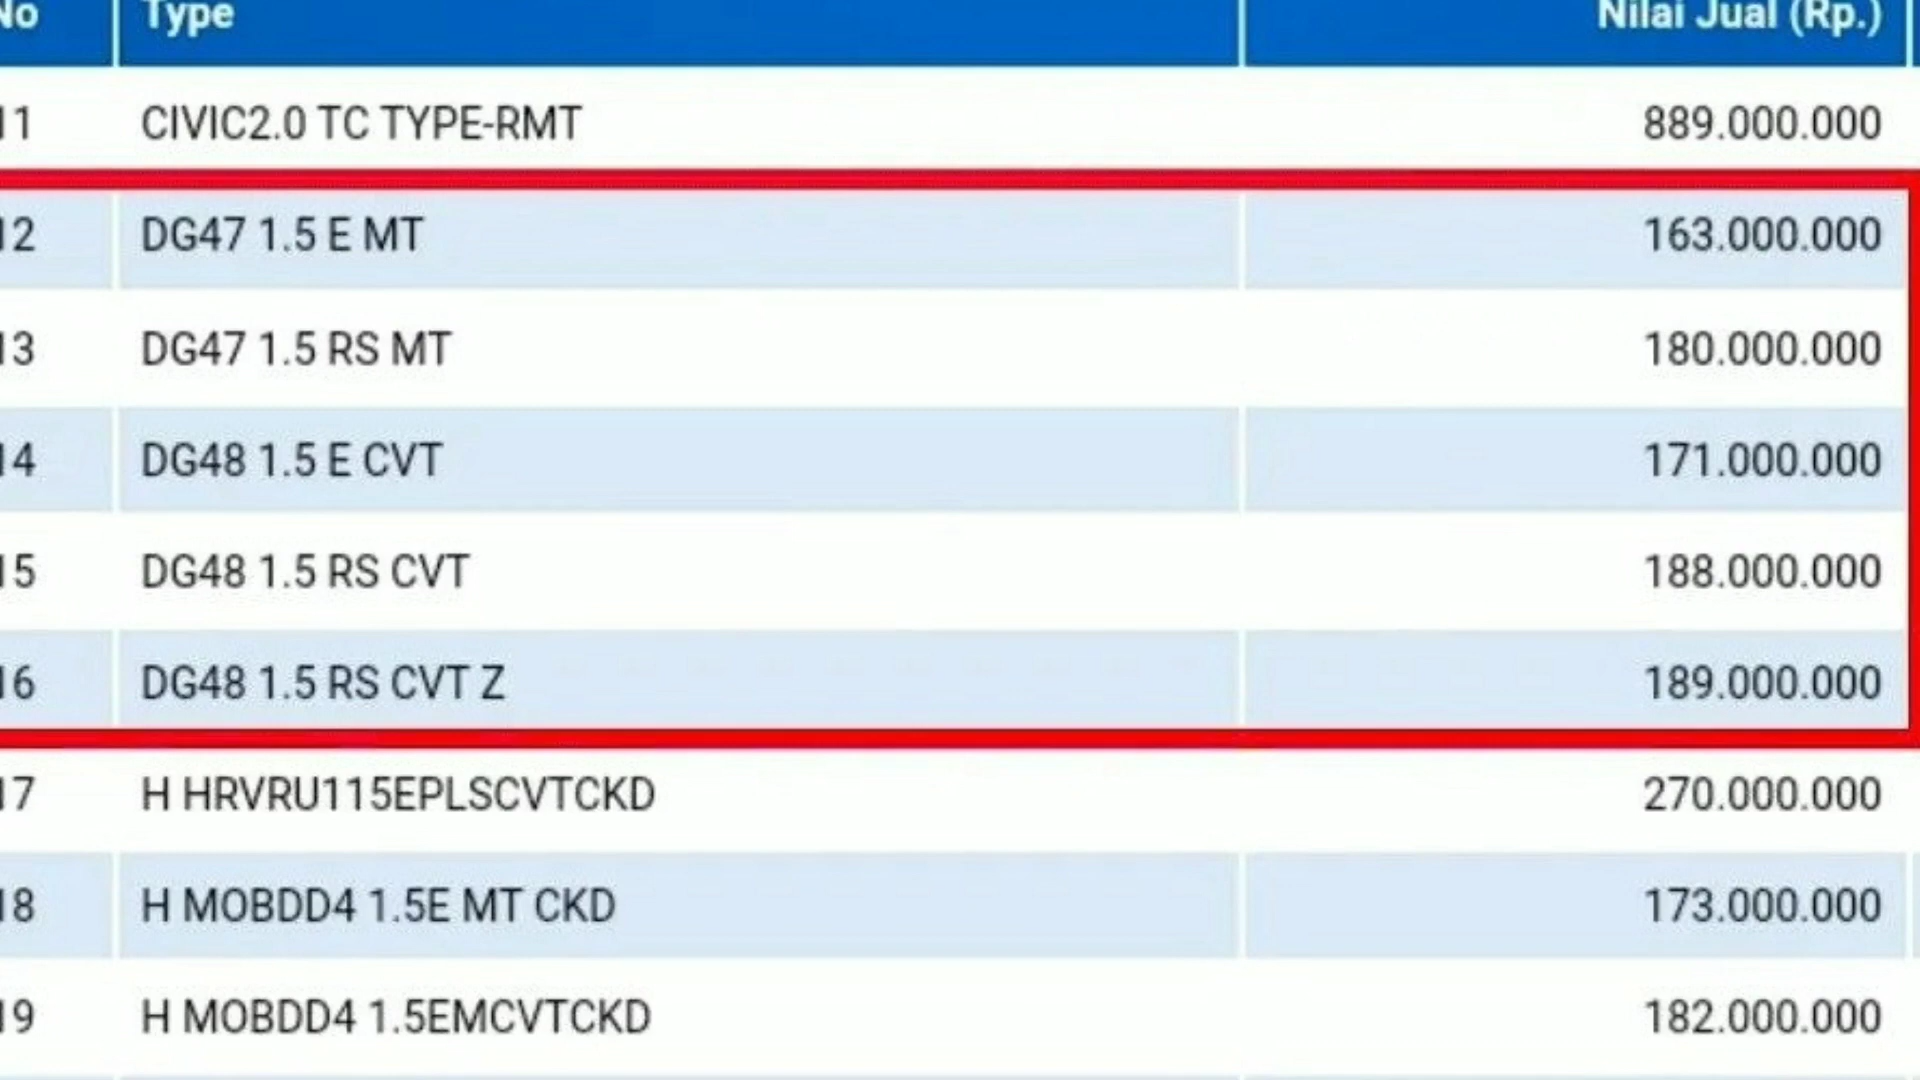 No Type Nilai Jual (Rp.)
11 CIVIC2.0 TC TYPE-RMT 889.000.000
12 DG47 1.5 E MT 163.000.000
13 DG47 1.5 RS MT 180.000.000
14 DG48 1.5 E CVT 171.000.000
15 DG48 1.5 RS CVT 188.000.000
16 DG48 1.5 RS CVT Z 189.000.000
17 H HRVRU115EPLSCVTCKD 270.000.000
18 H MOBDD4 1.5E MT CKD 173.000.000
19 H MOBDD4 1.5EMCVTCKD 182.000.000